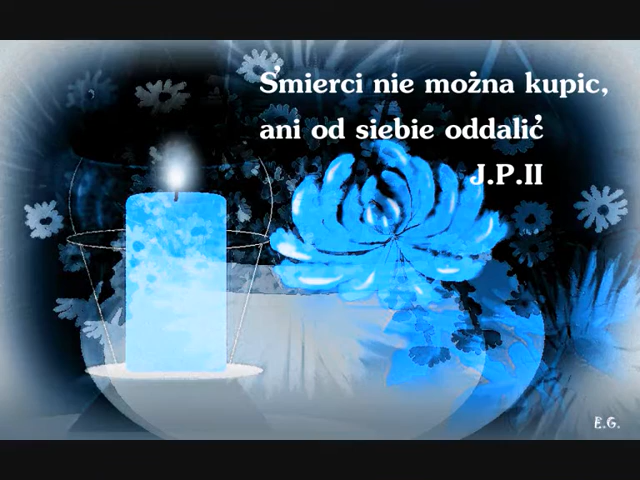 Śmierci nie można kupic,
ani od siebie oddalić
J.P.II
E.G.